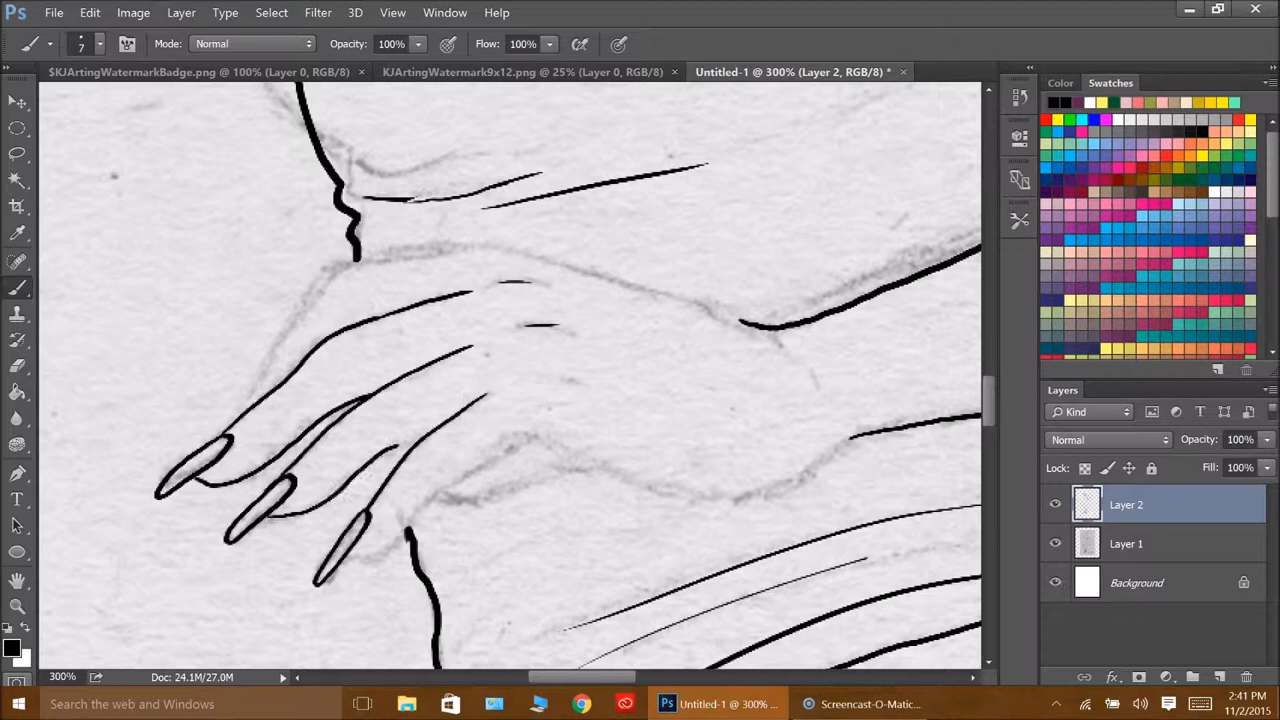 Ps File Edit Image Layer Type Select Filter 3D View Window Help
7 Mode: Normal Opacity: 100% Flow: 100%
$KJArtingWatermarkBadge.png @ 100% (Layer 0, RGB/8) × KJArtingWatermark9x12.png @ 25% (Layer 0, RGB/8) × Untitled-1 @ 300% (Layer 2, RGB/8) * ×
Color Swatches
Layers
Kind
Normal Opacity: 100%
Lock: Fill: 100%
Layer 2
Layer 1
Background
300% Doc: 24.1M/27.0M
Search the web and Windows Ps Untitled-1 @ 300% ... Screencast-O-Matic... 2:41 PM
11/2/2015